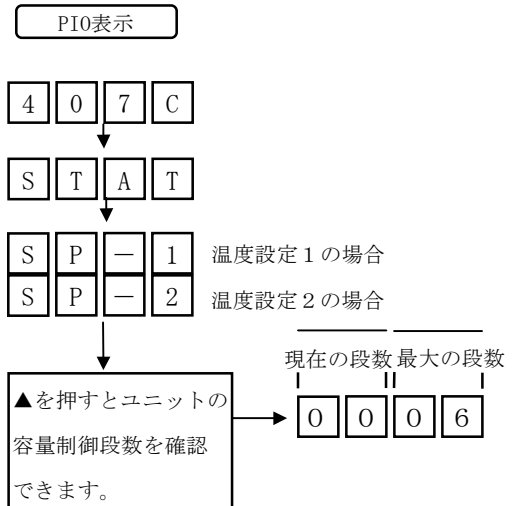 PIO表示
4 0 7 C
S T A T
S P － 1 温度設定１の場合
S P － 2 温度設定２の場合
現在の段数 最大の段数
▲を押すとユニットの
容量制御段数を確認
できます。
0 0 0 6